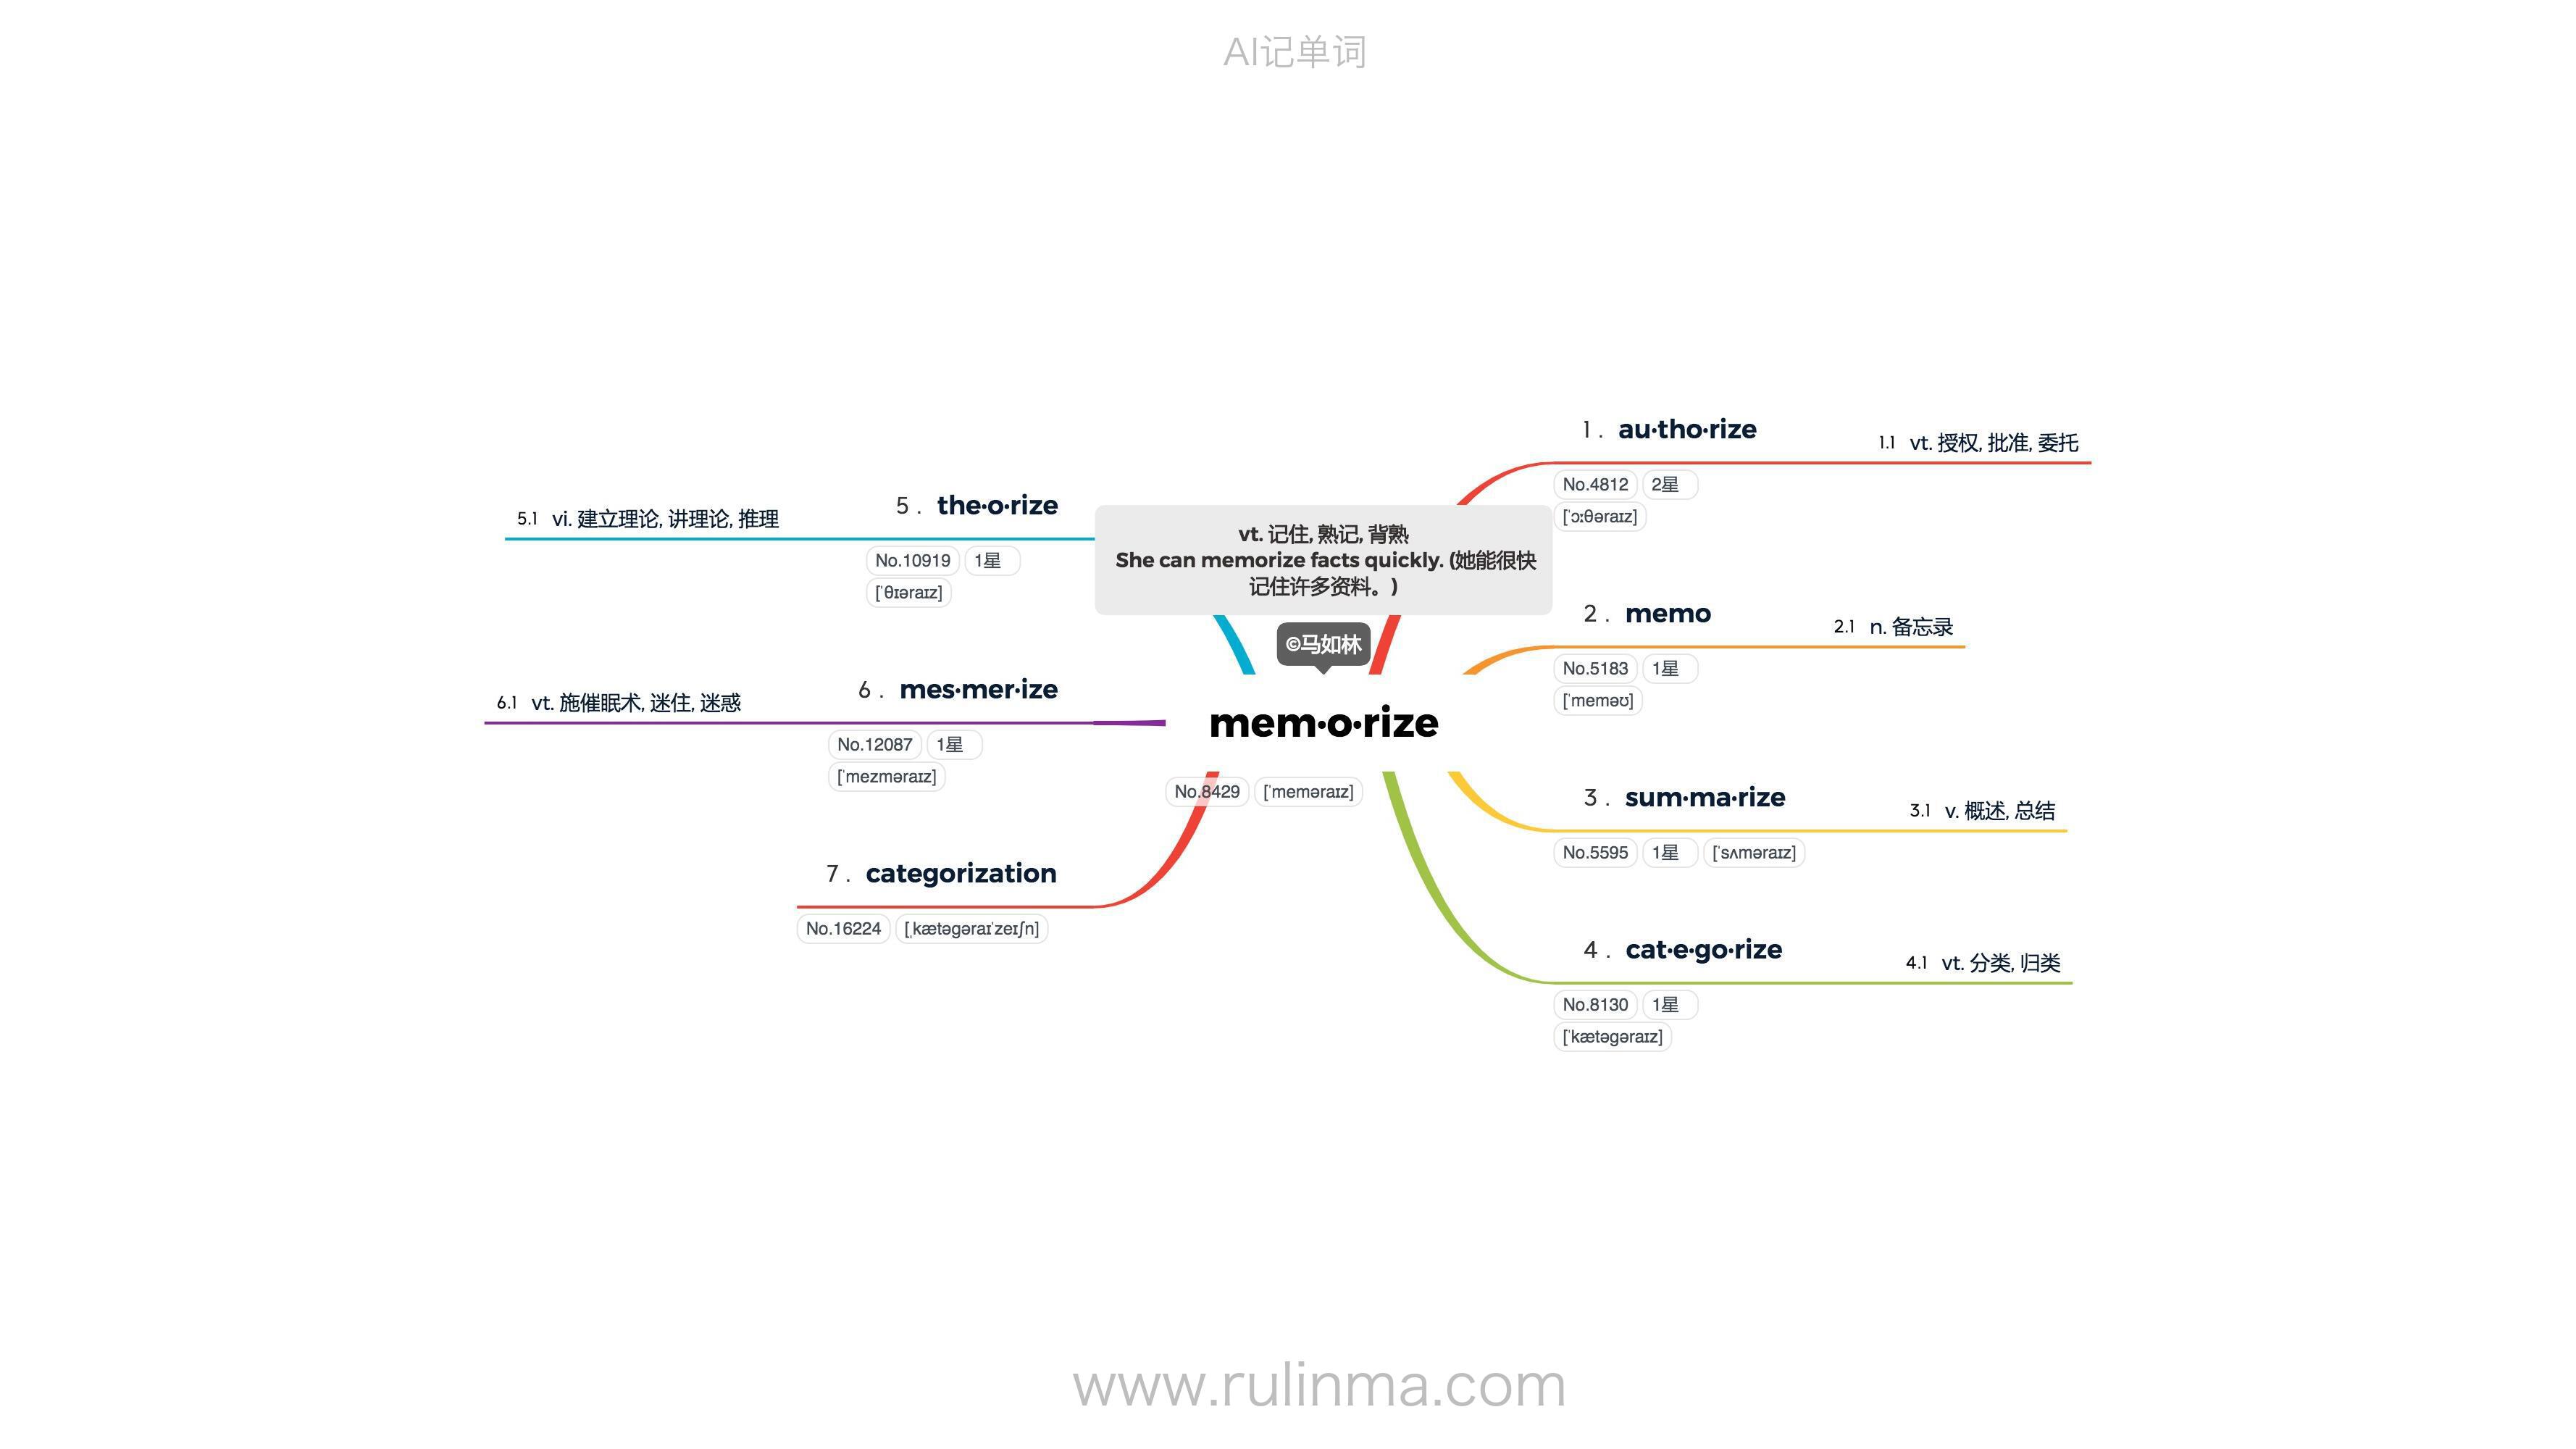 AI记单词
vt. 记住, 熟记, 背熟
She can memorize facts quickly. (她能很快
记住许多资料。)
©马如林
mem·o·rize
No.8429 [ˈmeməraɪz]
1. au·tho·rize
1.1 vt. 授权, 批准, 委托
No.4812 2星
[ˈɔːθəraɪz]
2. memo
2.1 n. 备忘录
No.5183 1星
[ˈmeməʊ]
3. sum·ma·rize
3.1 v. 概述, 总结
No.5595 1星 [ˈsʌməraɪz]
4. cat·e·go·rize
4.1 vt. 分类, 归类
No.8130 1星
[ˈkætəgəraɪz]
5. the·o·rize
5.1 vi. 建立理论, 讲理论, 推理
No.10919 1星
[ˈθɪəraɪz]
6. mes·mer·ize
6.1 vt. 施催眠术, 迷住, 迷惑
No.12087 1星
[ˈmezməraɪz]
7. categorization
No.16224 [ˌkætəgəraɪˈzeɪʃn]
www.rulinma.com